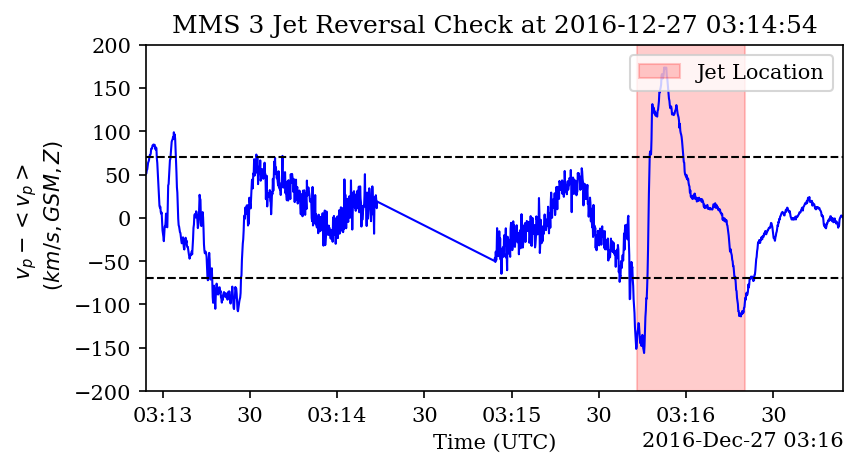 MMS 3 Jet Reversal Check at 2016-12-27 03:14:54
200
150
100
50
0
−50
−100
−150
−200
v_p − < v_p >
(km/s, GSM, Z)
Jet Location
03:13 30 03:14 30 03:15 30 03:16 30
Time (UTC)
2016-Dec-27 03:16